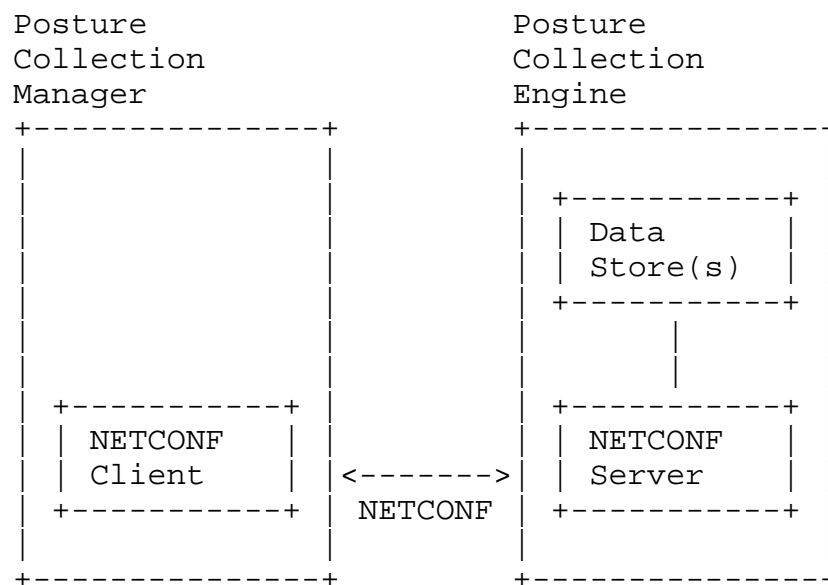 Posture Collection Manager
Posture Collection Engine
Data
Store(s)
NETCONF
Client
NETCONF
NETCONF
Server